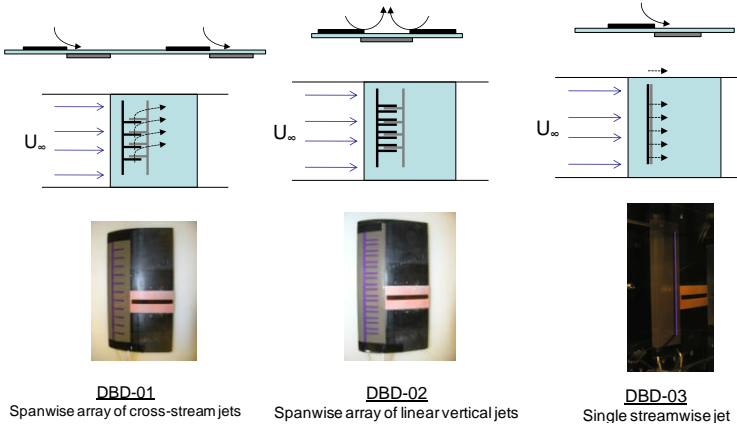 U∞
U∞
U∞
DBD-01
Spanwise array of cross-stream jets
DBD-02
Spanwise array of linear vertical jets
DBD-03
Single streamwise jet